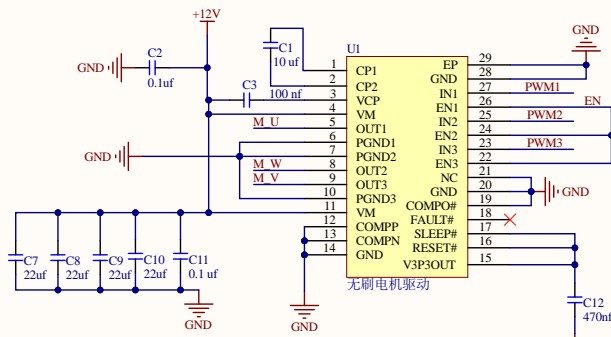 +12V
C2
GND
0.1uf
C1
10 uf
C3
100 nf
U1
1 CP1 EP 29
2 CP2 GND 28
3 VCP IN1 27 PWM1
4 VM EN1 26 EN
M_U 5 OUT1 IN2 25 PWM2
6 PGND1 EN2 24
7 PGND2 IN3 23 PWM3
M_W 8 OUT2 EN3 22
M_V 9 OUT3 NC 21
10 PGND3 GND 20
11 VM COMPO# 19
12 COMPP FAULT# 18
13 COMPN SLEEP# 17
14 GND RESET# 16
V3P3OUT 15
无刷电机驱动
GND
GND
GND
C7
22uf
C8
22uf
C9
22uf
C10
22uf
C11
0.1 uf
GND
GND
C12
470nf